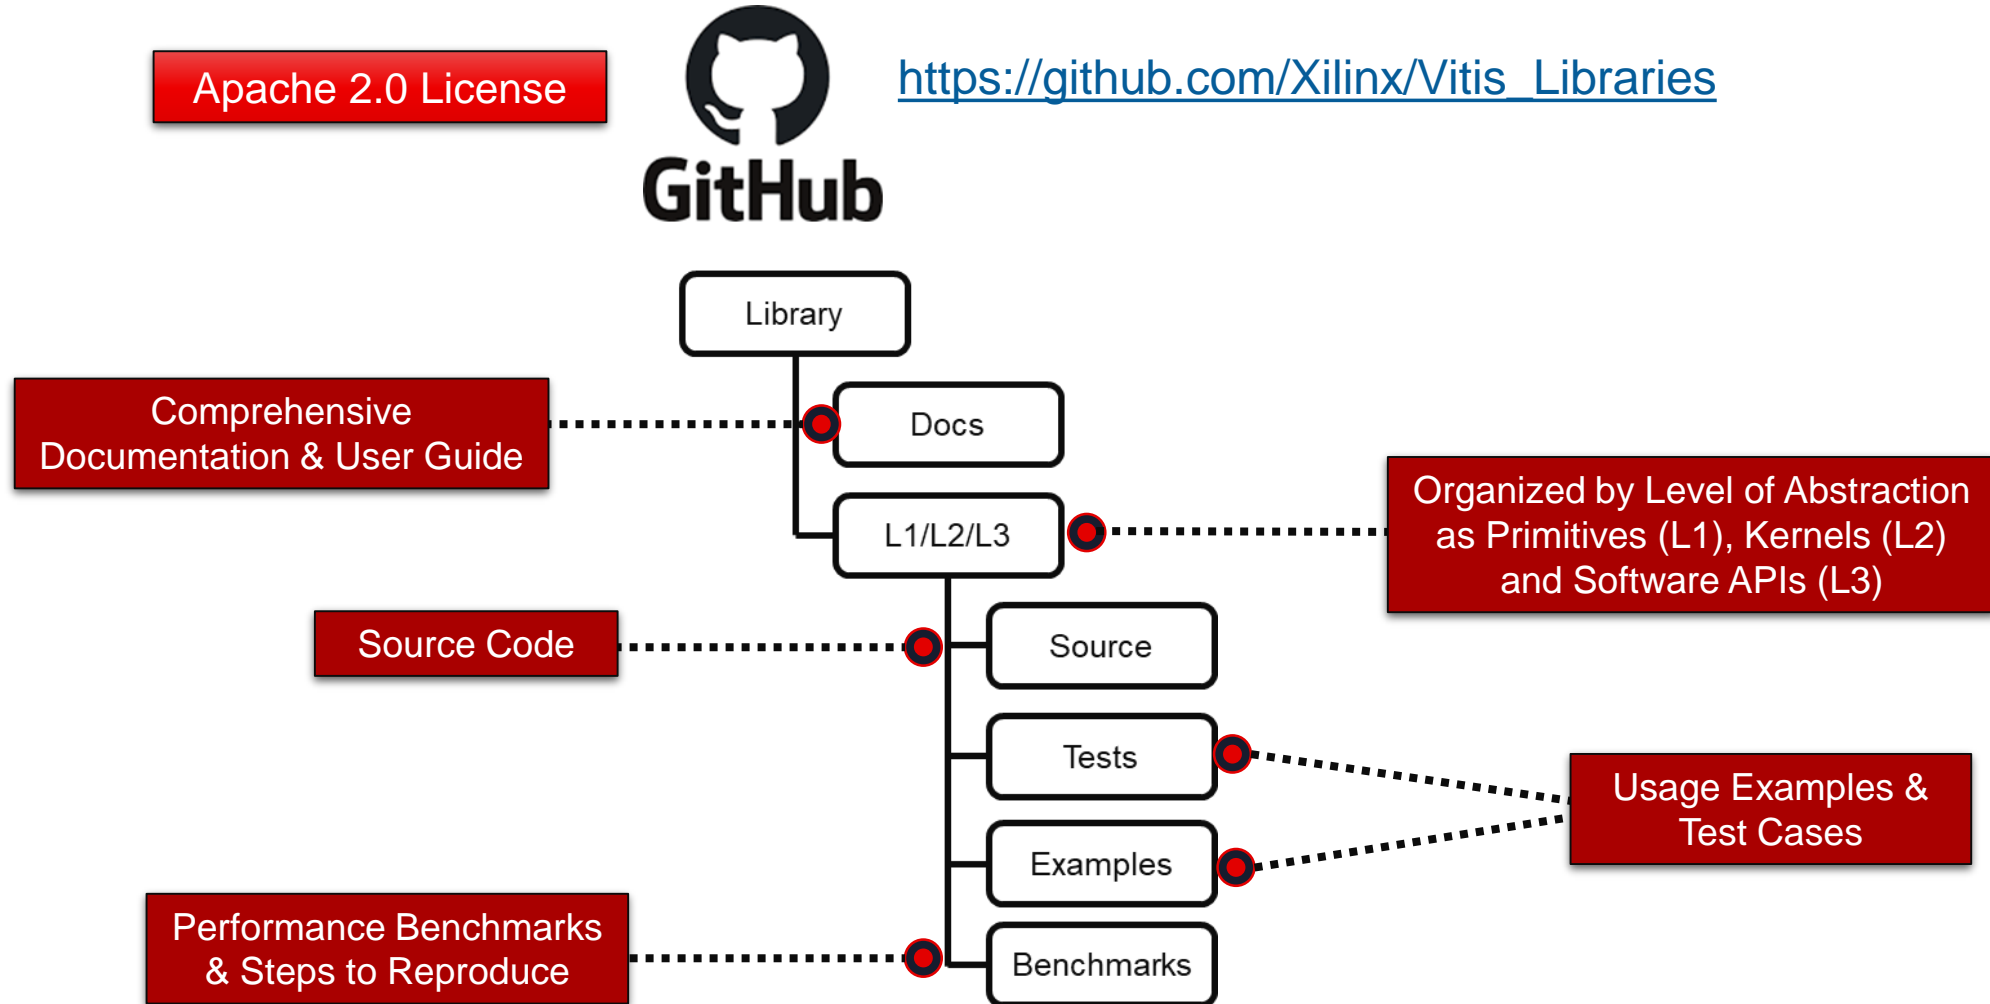 Apache 2.0 License
GitHub
https://github.com/Xilinx/Vitis_Libraries
Library
Comprehensive
Documentation & User Guide
Docs
L1/L2/L3
Organized by Level of Abstraction
as Primitives (L1), Kernels (L2)
and Software APIs (L3)
Source Code
Source
Tests
Usage Examples &
Test Cases
Examples
Performance Benchmarks
& Steps to Reproduce
Benchmarks